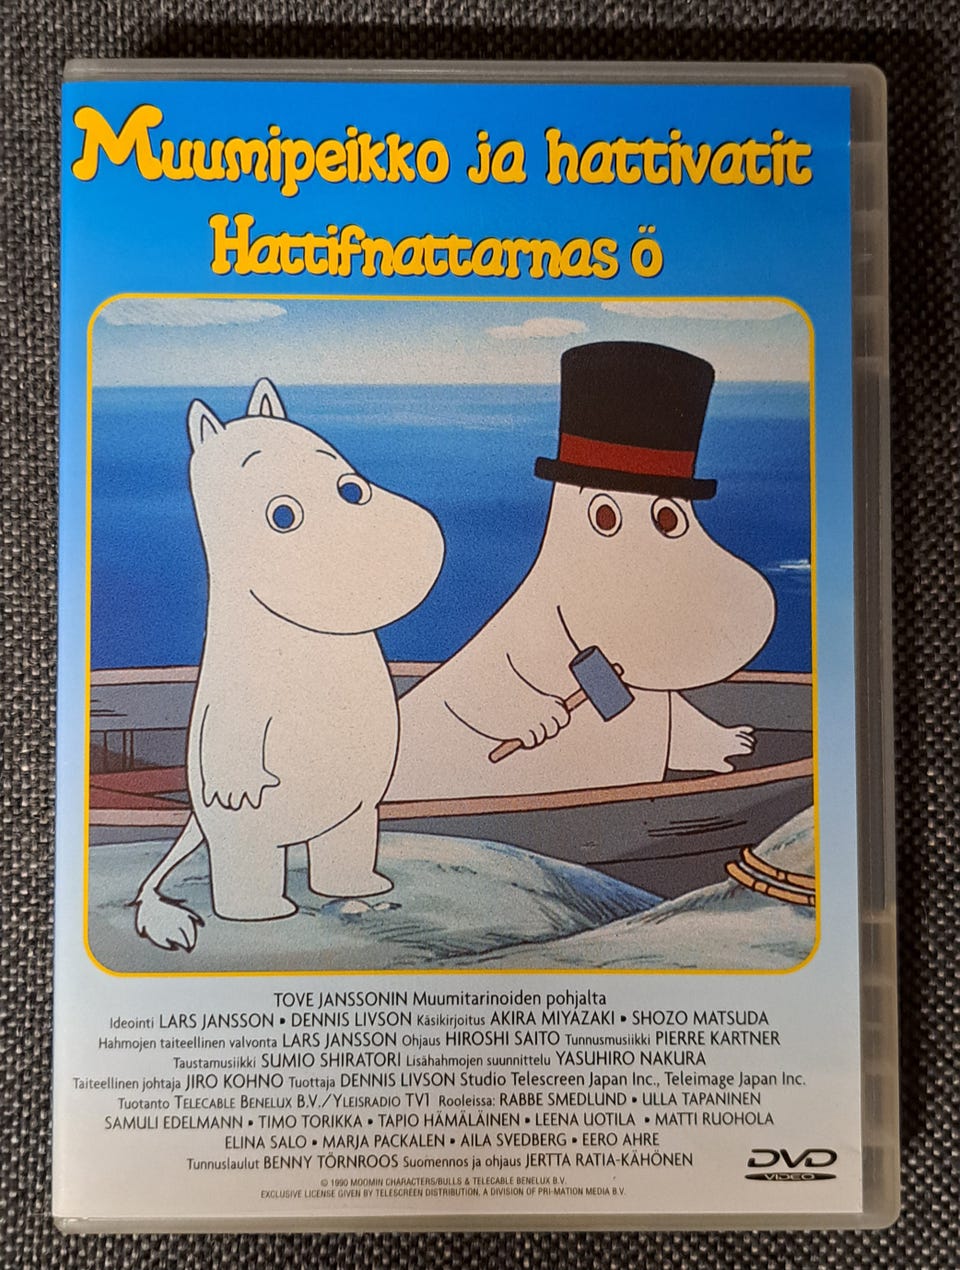 Muumipeikko ja hattivatit
Hattifnattarnas ö
TOVE JANSSONIN Muumitarinoiden pohjalta
Ideointi LARS JANSSON • DENNIS LIVSON Käsikirjoitus AKIRA MIYAZAKI • SHOZO MATSUDA
Hahmojen taiteellinen valvonta LARS JANSSON Ohjaus HIROSHI SAITO Tunnusmusiikki PIERRE KARTNER
Taustamusiikki SUMIO SHIRATORI Lisähahmojen suunnittelu YASUHIRO NAKURA
Taiteellinen johtaja JIRO KOHNO Tuottaja DENNIS LIVSON Studio Telescreen Japan Inc., Teleimage Japan Inc.
Tuotanto TELECABLE BENELUX B.V./YLEISRADIO TV1 Rooleissa: RABBE SMEDLUND • ULLA TAPANINEN
SAMULI EDELMANN • TIMO TORIKKA • TAPIO HÄMÄLÄINEN • LEENA UOTILA • MATTI RUOHOLA
ELINA SALO • MARJA PACKALEN • AILA SVEDBERG • EERO AHRE
Tunnuslaulut BENNY TÖRNROOS Suomennos ja ohjaus JERTTA RATIA-KÄHÖNEN
DVD
VIDEO
© 1990 MOOMIN CHARACTERS/BULLS & TELECABLE BENELUX B.V.
EXCLUSIVE LICENSE GIVEN BY TELESCREEN DISTRIBUTION, A DIVISION OF PRI-MATION MEDIA B.V.